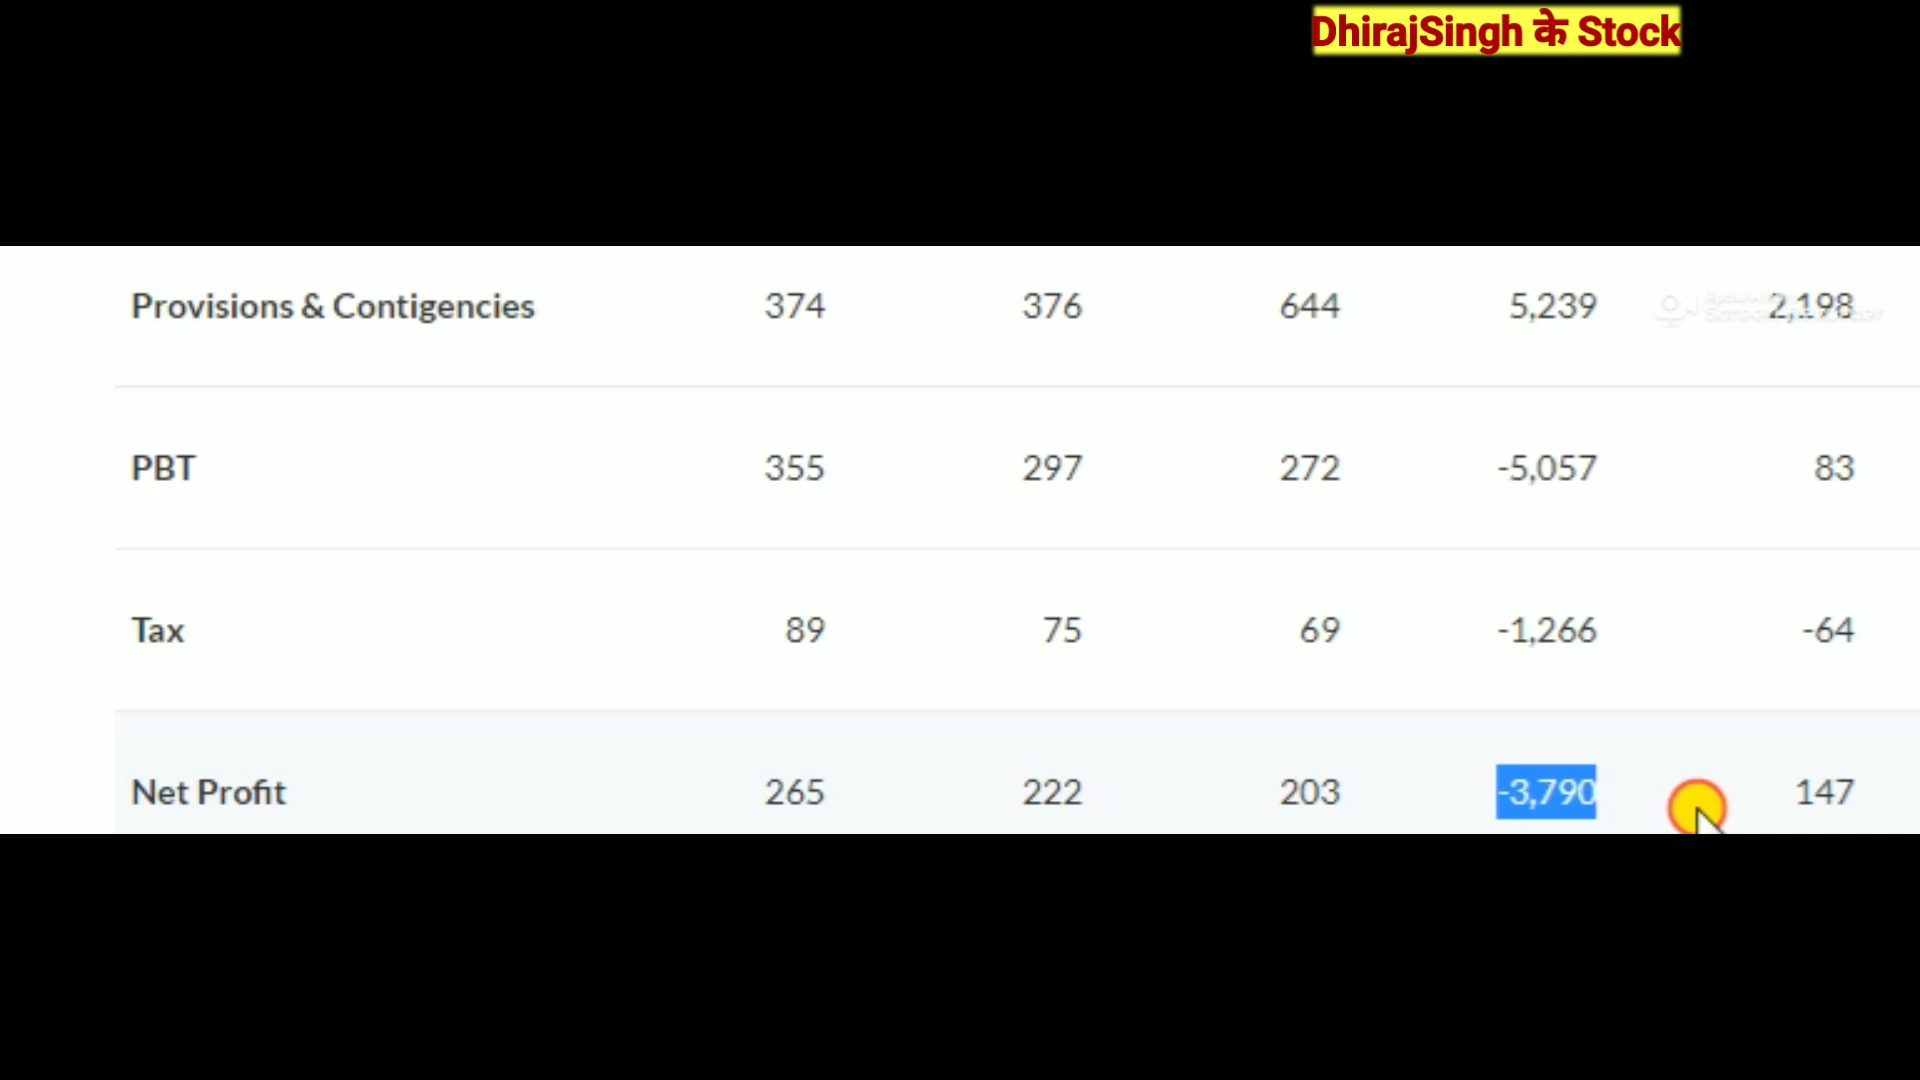 DhirajSingh के Stock
Provisions & Contigencies 374 376 644 5,239 2,198
PBT 355 297 272 -5,057 83
Tax 89 75 69 -1,266 -64
Net Profit 265 222 203 -3,790 147